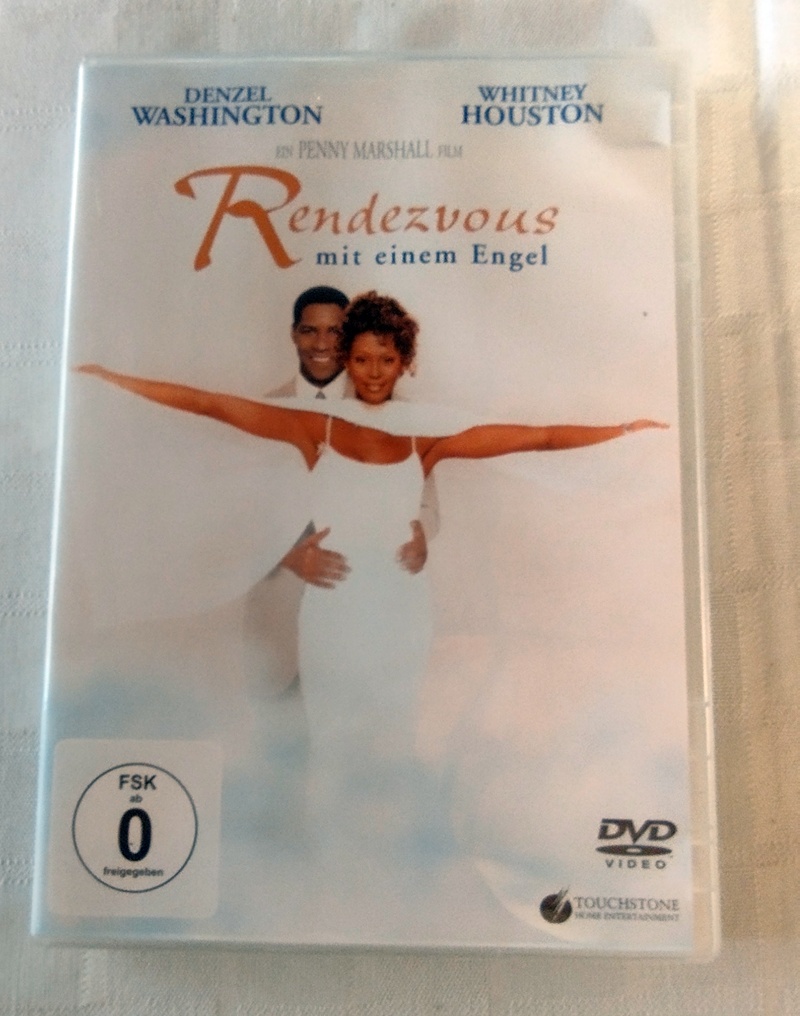 DENZEL WASHINGTON
WHITNEY HOUSTON
EIN PENNY MARSHALL FILM
Rendezvous
mit einem Engel
FSK
ab
0
freigegeben
DVD
VIDEO
TOUCHSTONE
HOME ENTERTAINMENT